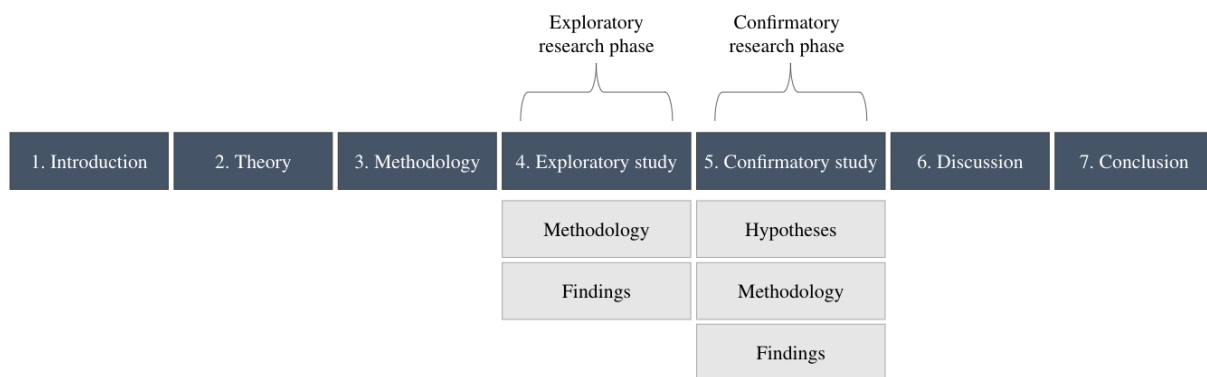 Exploratory
research phase
Confirmatory
research phase
1. Introduction
2. Theory
3. Methodology
4. Exploratory study
5. Confirmatory study
6. Discussion
7. Conclusion
Methodology
Hypotheses
Findings
Methodology
Findings